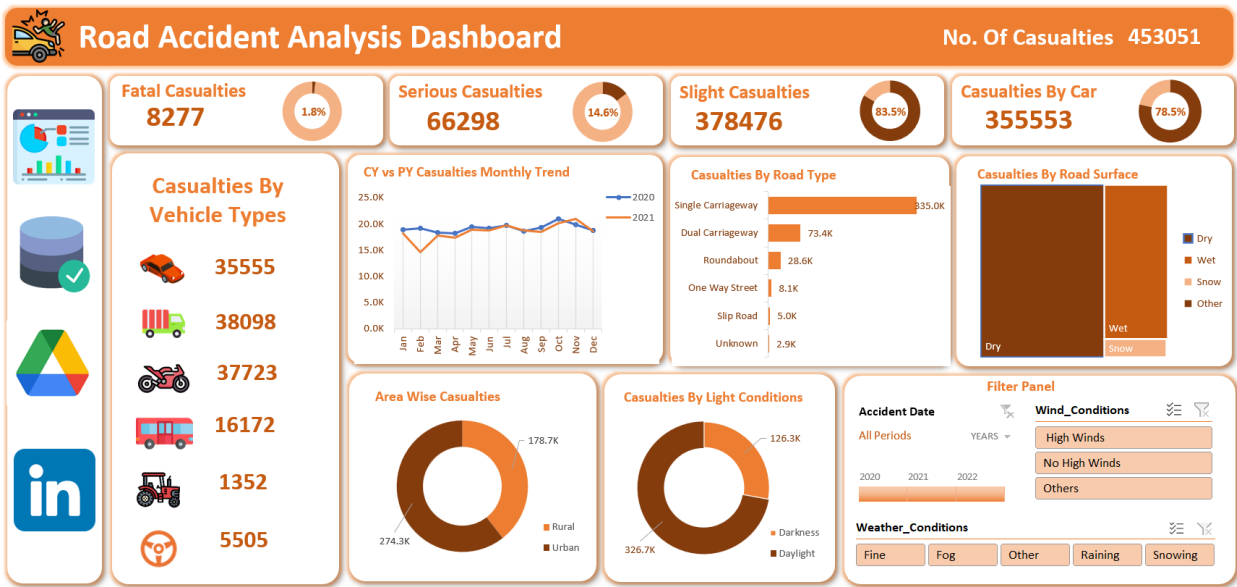 Road Accident Analysis Dashboard
No. Of Casualties 453051
Fatal Casualties
8277
1.8%
Serious Casualties
66298
14.6%
Slight Casualties
378476
83.5%
Casualties By Car
355553
78.5%
Casualties By
Vehicle Types
35555
38098
37723
16172
1352
5505
in
CY vs PY Casualties Monthly Trend
25.0K
20.0K
15.0K
10.0K
5.0K
0.0K
Jan
Feb
Mar
Apr
May
Jun
Jul
Aug
Sep
Oct
Nov
Dec
2020
2021
Casualties By Road Type
Single Carriageway 335.0K
Dual Carriageway 73.4K
Roundabout 28.6K
One Way Street 8.1K
Slip Road 5.0K
Unknown 2.9K
Casualties By Road Surface
Dry
Wet
Snow
Dry
Wet
Snow
Other
Area Wise Casualties
178.7K
274.3K
Rural
Urban
Casualties By Light Conditions
126.3K
326.7K
Darkness
Daylight
Filter Panel
Accident Date
All Periods YEARS
2020 2021 2022
Wind_Conditions
High Winds
No High Winds
Others
Weather_Conditions
Fine Fog Other Raining Snowing